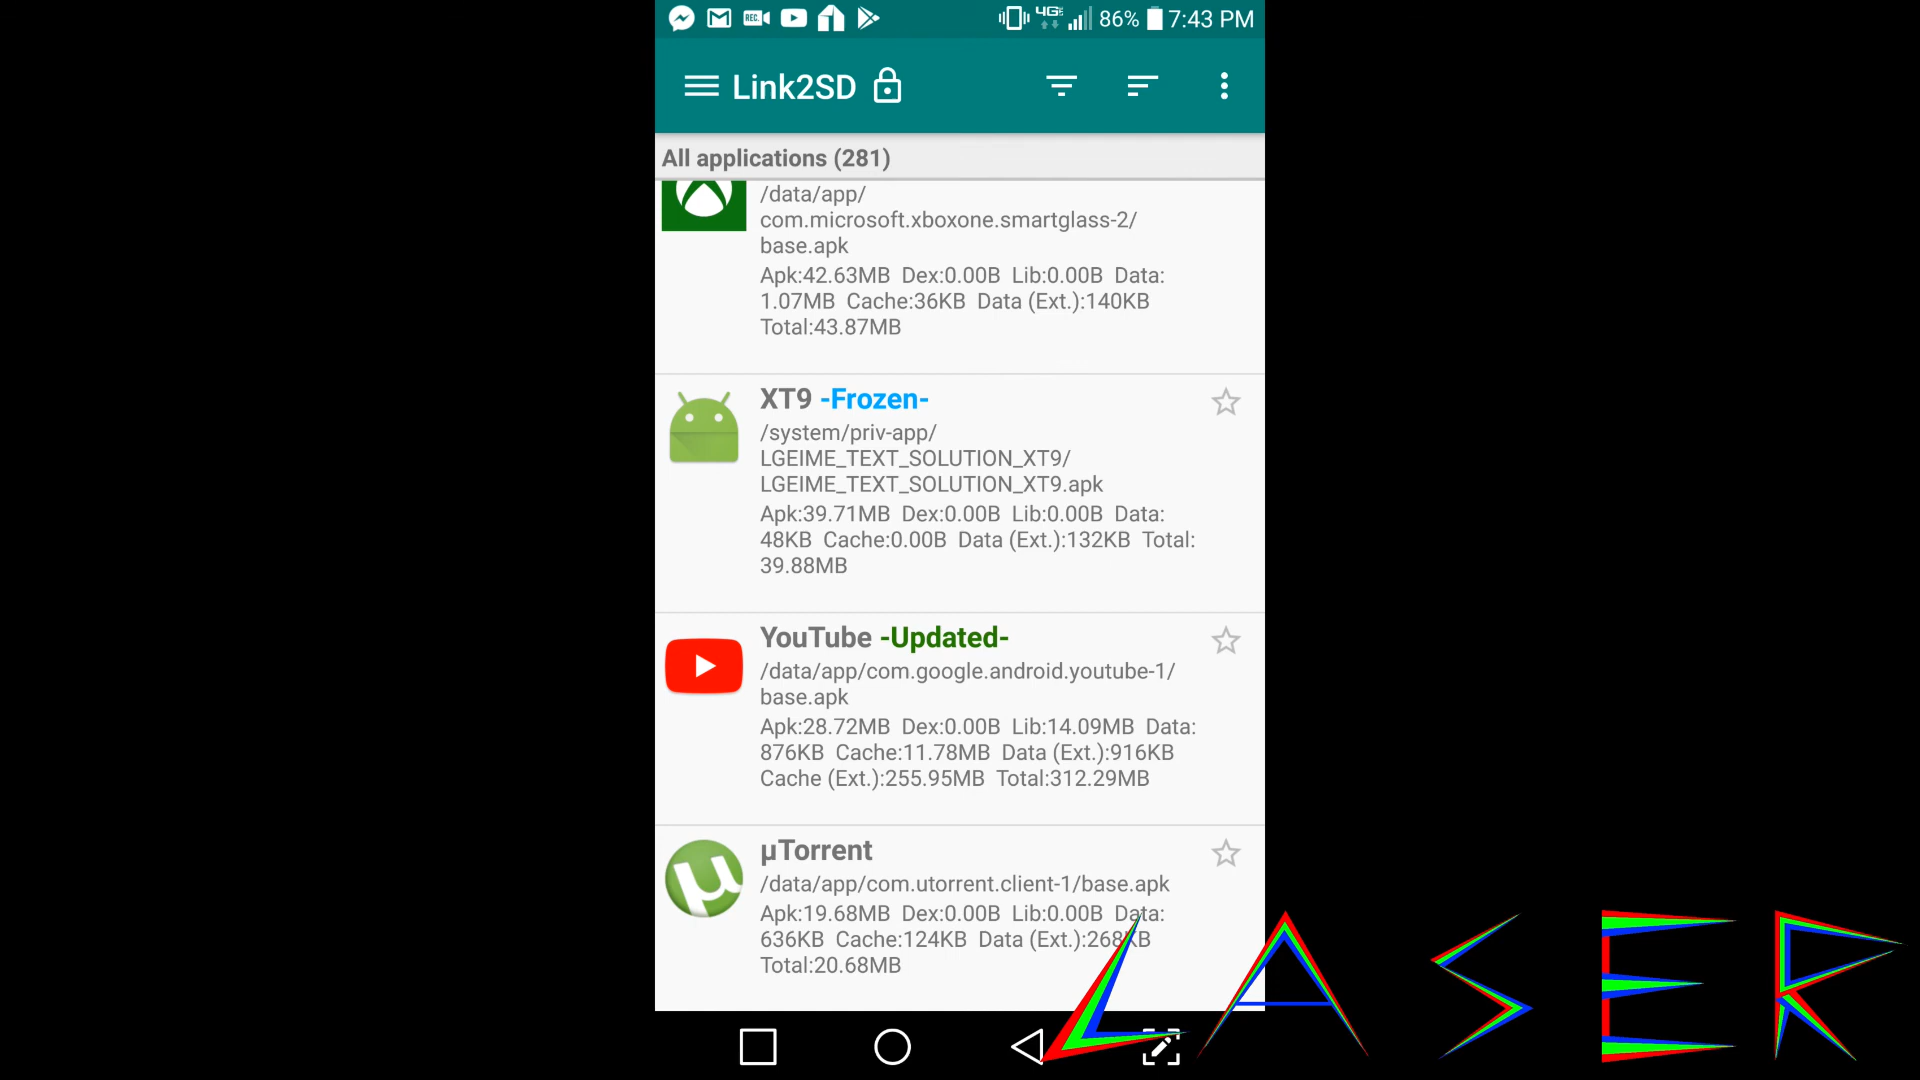 REC.
4G
86%
7:43 PM
Link2SD
All applications (281)
/data/app/
com.microsoft.xboxone.smartglass-2/
base.apk
Apk:42.63MB Dex:0.00B Lib:0.00B Data:
1.07MB Cache:36KB Data (Ext.):140KB
Total:43.87MB
XT9 -Frozen-
/system/priv-app/
LGEIME_TEXT_SOLUTION_XT9/
LGEIME_TEXT_SOLUTION_XT9.apk
Apk:39.71MB Dex:0.00B Lib:0.00B Data:
48KB Cache:0.00B Data (Ext.):132KB Total:
39.88MB
YouTube -Updated-
/data/app/com.google.android.youtube-1/
base.apk
Apk:28.72MB Dex:0.00B Lib:14.09MB Data:
876KB Cache:11.78MB Data (Ext.):916KB
Cache (Ext.):255.95MB Total:312.29MB
µTorrent
/data/app/com.utorrent.client-1/base.apk
Apk:19.68MB Dex:0.00B Lib:0.00B Data:
636KB Cache:124KB Data (Ext.):268KB
Total:20.68MB
LASER